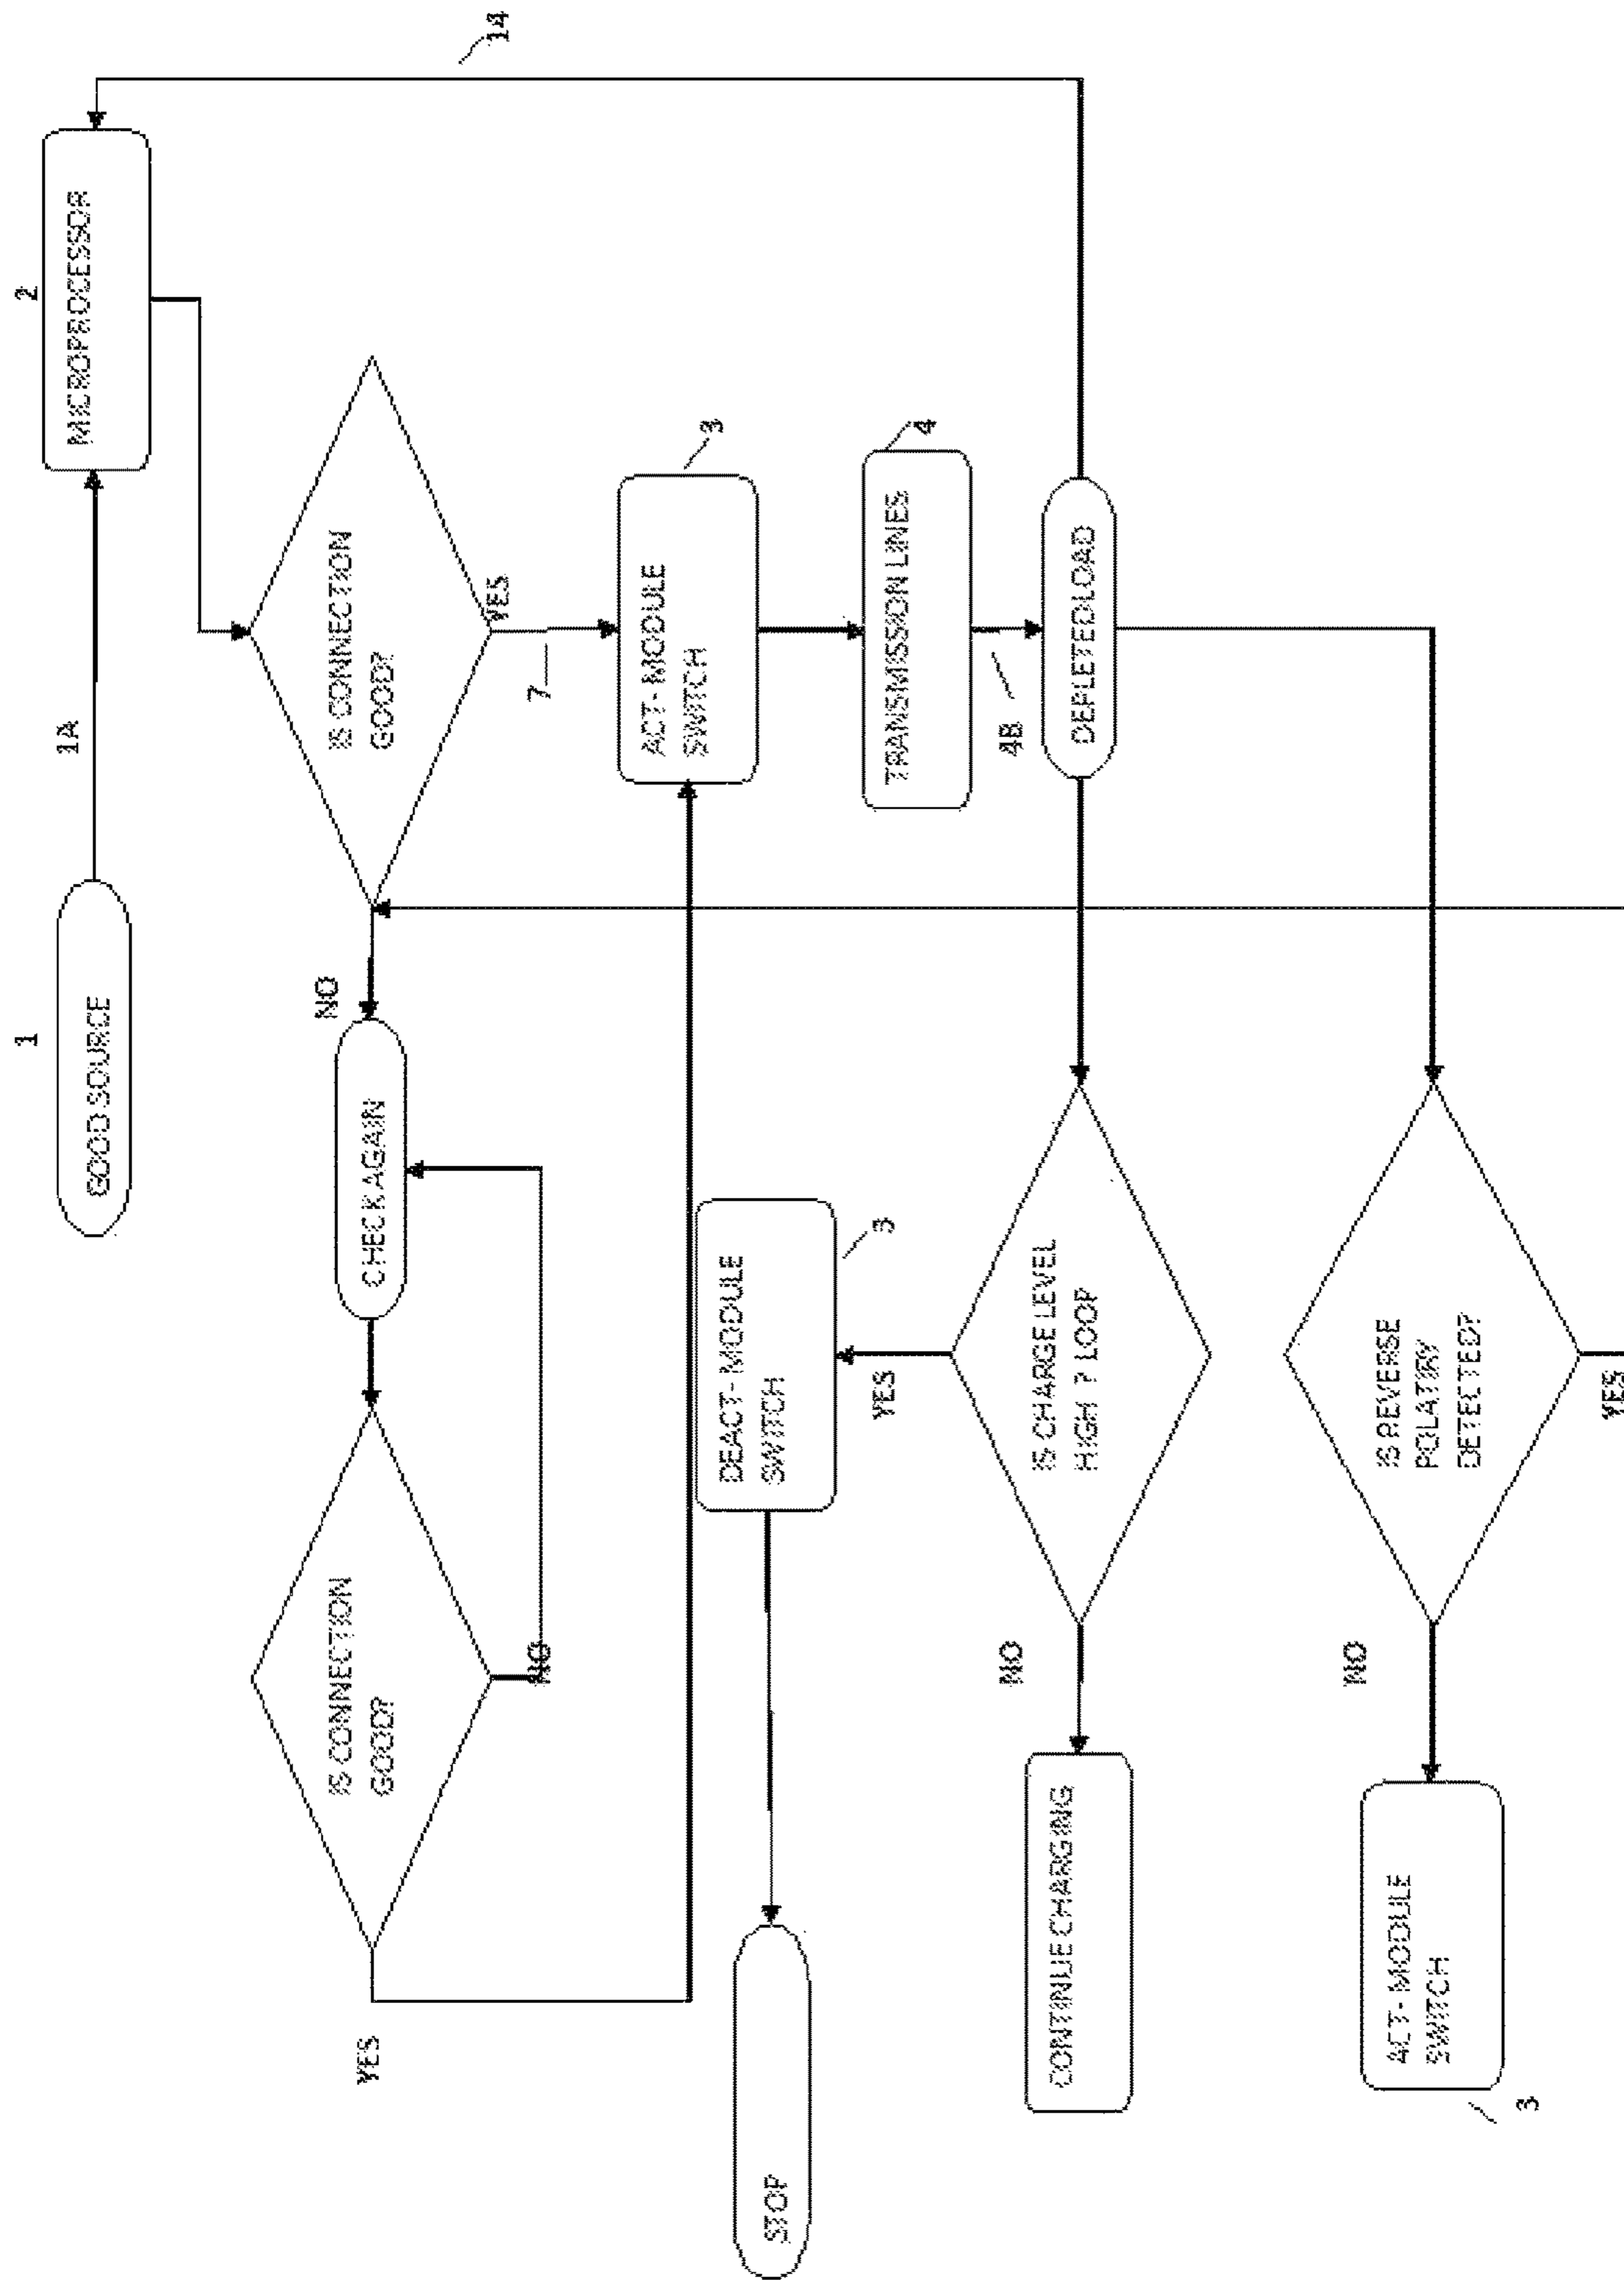 1
GOOD SOURCE
1A
2
MICROPROCESSOR
14
IS CONNECTION
GOOD?
NO
CHECK AGAIN
IS CONNECTION
GOOD?
NO
YES
YES
7
ACT- MODULE
SWITCH
3
TRANSMISSION LINES
4
4B
DEPLETED LOAD
DEACT- MODULE
SWITCH
3
STOP
YES
IS CHARGE LEVEL
HIGH ? LOOP
NO
CONTINUE CHARGING
IS REVERSE
POLATIRY
DETECTED?
YES
NO
ACT- MODULE
SWITCH
3